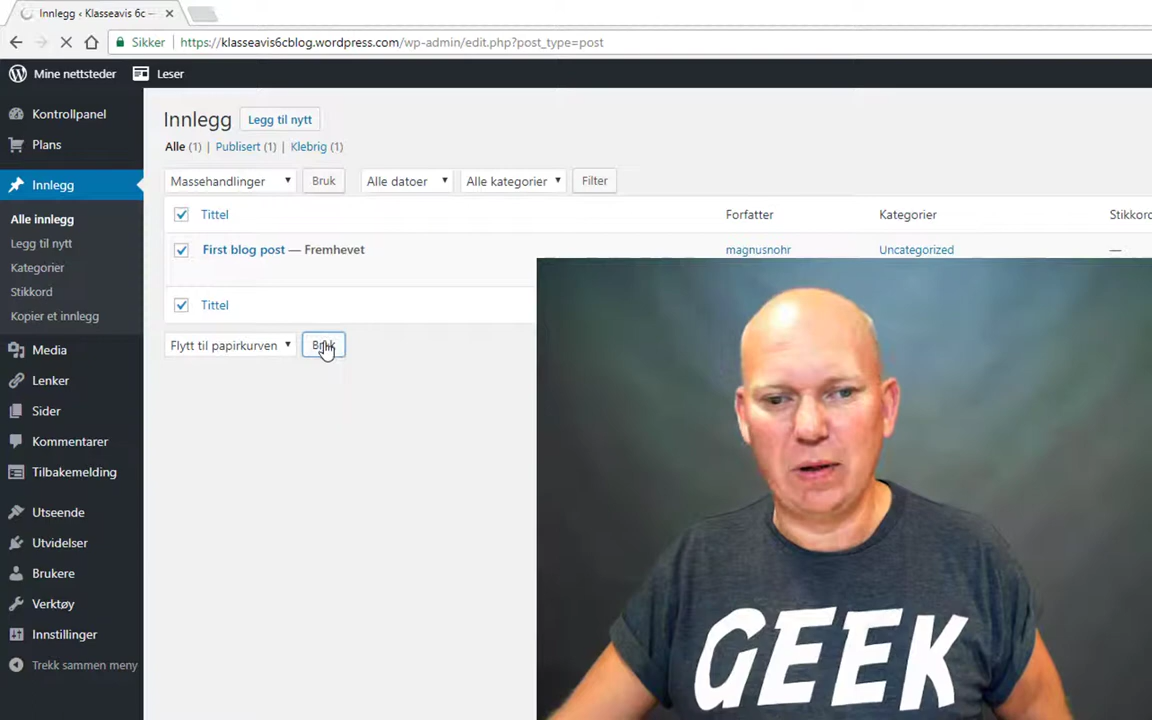 Innlegg ‹ Klasseavis 6c —
Sikker https://klasseavis6cblog.wordpress.com/wp-admin/edit.php?post_type=post
Mine nettsteder Leser
Kontrollpanel
Plans
Innlegg
Alle innlegg
Legg til nytt
Kategorier
Stikkord
Kopier et innlegg
Media
Lenker
Sider
Kommentarer
Tilbakemelding
Utseende
Utvidelser
Brukere
Verktøy
Innstillinger
Trekk sammen meny
Innlegg Legg til nytt
Alle (1) | Publisert (1) | Klebrig (1)
Massehandlinger Bruk Alle datoer Alle kategorier Filter
Tittel Forfatter Kategorier Stikkord
First blog post — Fremhevet magnusnohr Uncategorized —
Tittel
Flytt til papirkurven Bruk
GEEK